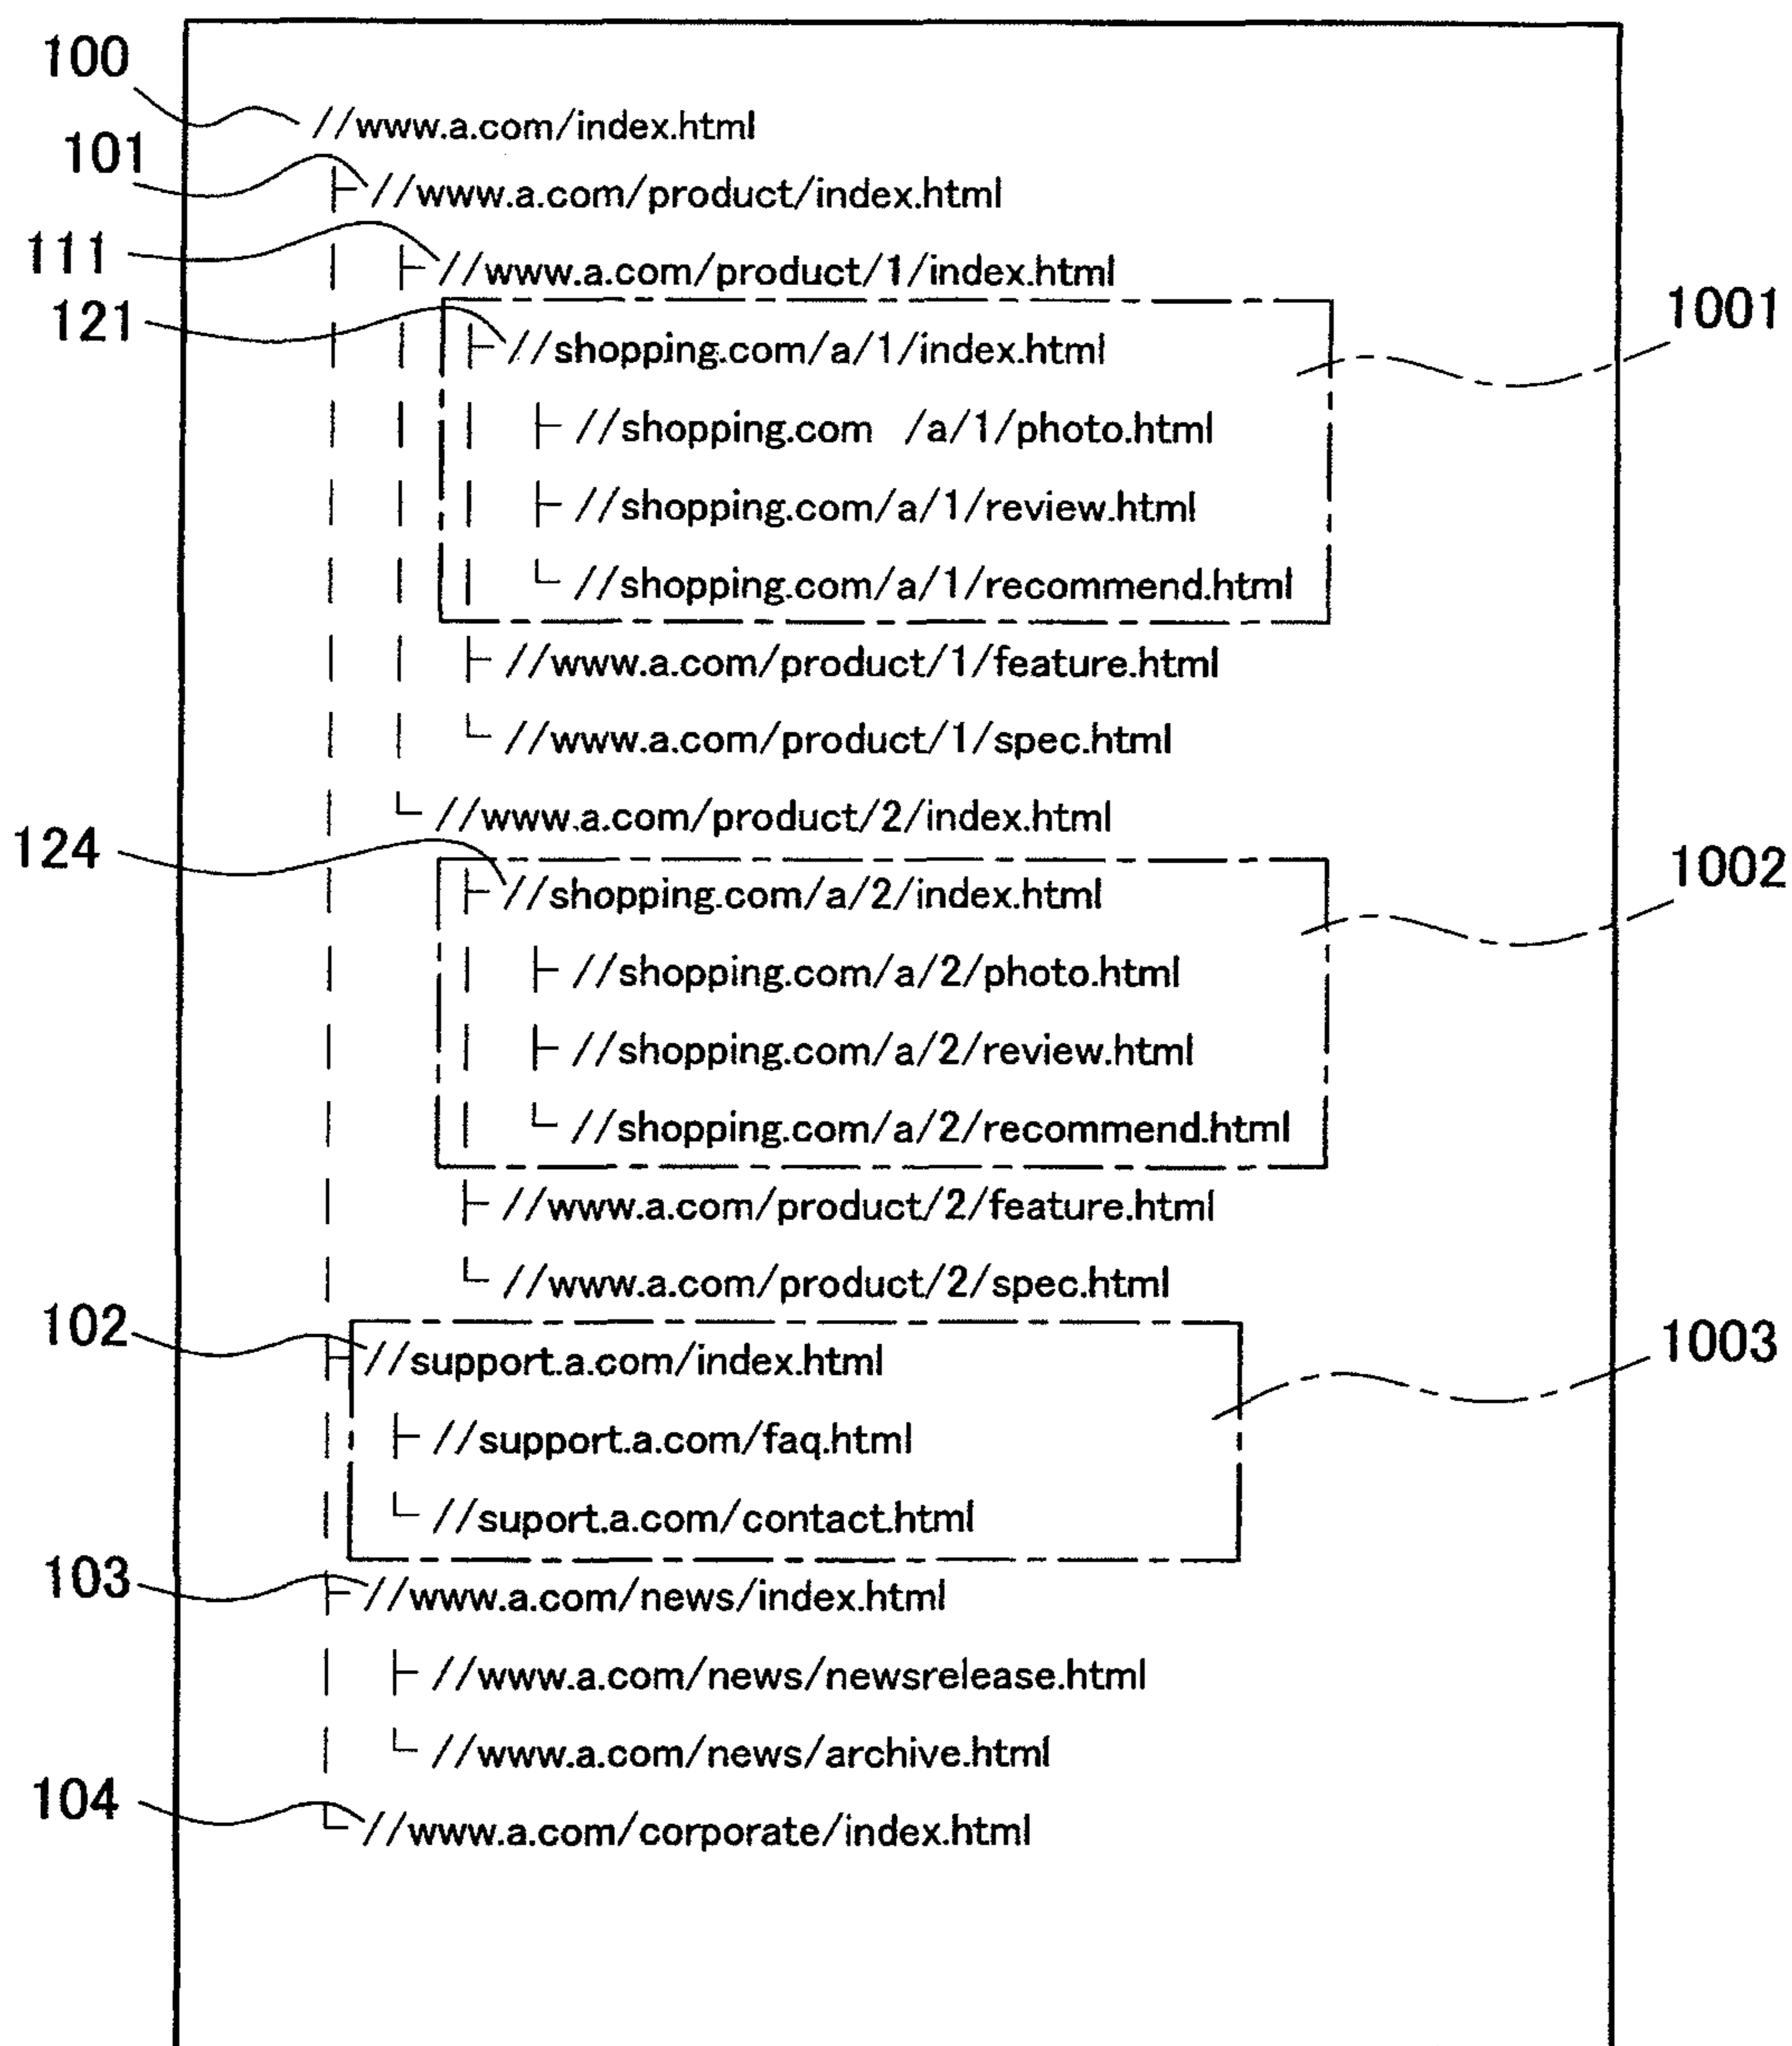 100
//www.a.com/index.html
101
//www.a.com/product/index.html
111
//www.a.com/product/1/index.html
121
//shopping.com/a/1/index.html
1001
//shopping.com /a/1/photo.html
//shopping.com/a/1/review.html
//shopping.com/a/1/recommend.html
//www.a.com/product/1/feature.html
//www.a.com/product/1/spec.html
//www.a.com/product/2/index.html
124
//shopping.com/a/2/index.html
1002
//shopping.com/a/2/photo.html
//shopping.com/a/2/review.html
//shopping.com/a/2/recommend.html
//www.a.com/product/2/feature.html
//www.a.com/product/2/spec.html
102
//support.a.com/index.html
1003
//support.a.com/faq.html
//suport.a.com/contact.html
103
//www.a.com/news/index.html
//www.a.com/news/newsrelease.html
//www.a.com/news/archive.html
104
//www.a.com/corporate/index.html